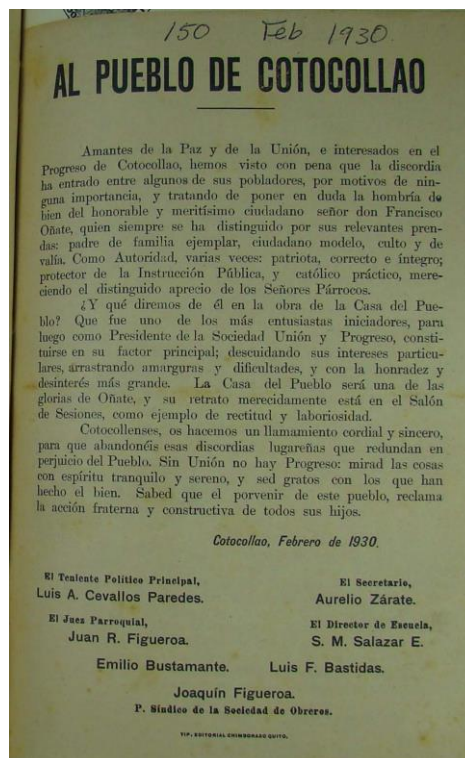 150 Feb 1930.
AL PUEBLO DE COTOCOLLAO
Amantes de la Paz y de la Unión, e interesados en el
Progreso de Cotocollao, hemos visto con pena que la discordia
ha entrado entre algunos de sus pobladores, por motivos de nin-
guna importancia, y tratando de poner en duda la hombría de
bien del honorable y meritísimo ciudadano señor don Francisco
Oñate, quien siempre se ha distinguido por sus relevantes pren-
das: padre de familia ejemplar, ciudadano modelo, culto y de
valía. Como Autoridad, varias veces: patriota, correcto e íntegro;
protector de la Instrucción Pública, y católico práctico, mere-
ciendo el distinguido aprecio de los Señores Párrocos.
¿Y qué diremos de él en la obra de la Casa del Pue-
blo? Que fue uno de los más entusiastas iniciadores, para
luego como Presidente de la Sociedad Unión y Progreso, consti-
tuirse en su factor principal; descuidando sus intereses particu-
lares, arrastrando amarguras y dificultades, y con la honradez y
desinterés más grande. La Casa del Pueblo será una de las
glorias de Oñate, y su retrato merecidamente está en el Salón
de Sesiones, como ejemplo de rectitud y laboriosidad.
Cotocollenses, os hacemos un llamamiento cordial y sincero,
para que abandonéis esas discordias lugareñas que redundan en
perjuicio del Pueblo. Sin Unión no hay Progreso: mirad las cosas
con espíritu tranquilo y sereno, y sed gratos con los que han
hecho el bien. Sabed que el porvenir de este pueblo, reclama
la acción fraterna y constructiva de todos sus hijos.
Cotocollao, Febrero de 1930.
El Teniente Político Principal,
Luis A. Cevallos Paredes.
El Secretario,
Aurelio Zárate.
El Juez Parroquial,
Juan R. Figueroa.
El Director de Escuela,
S. M. Salazar E.
Emilio Bustamante. Luis F. Bastidas.
Joaquín Figueroa.
P. Síndico de la Sociedad de Obreros.
TIP. EDITORIAL CHIMBORAZO QUITO.